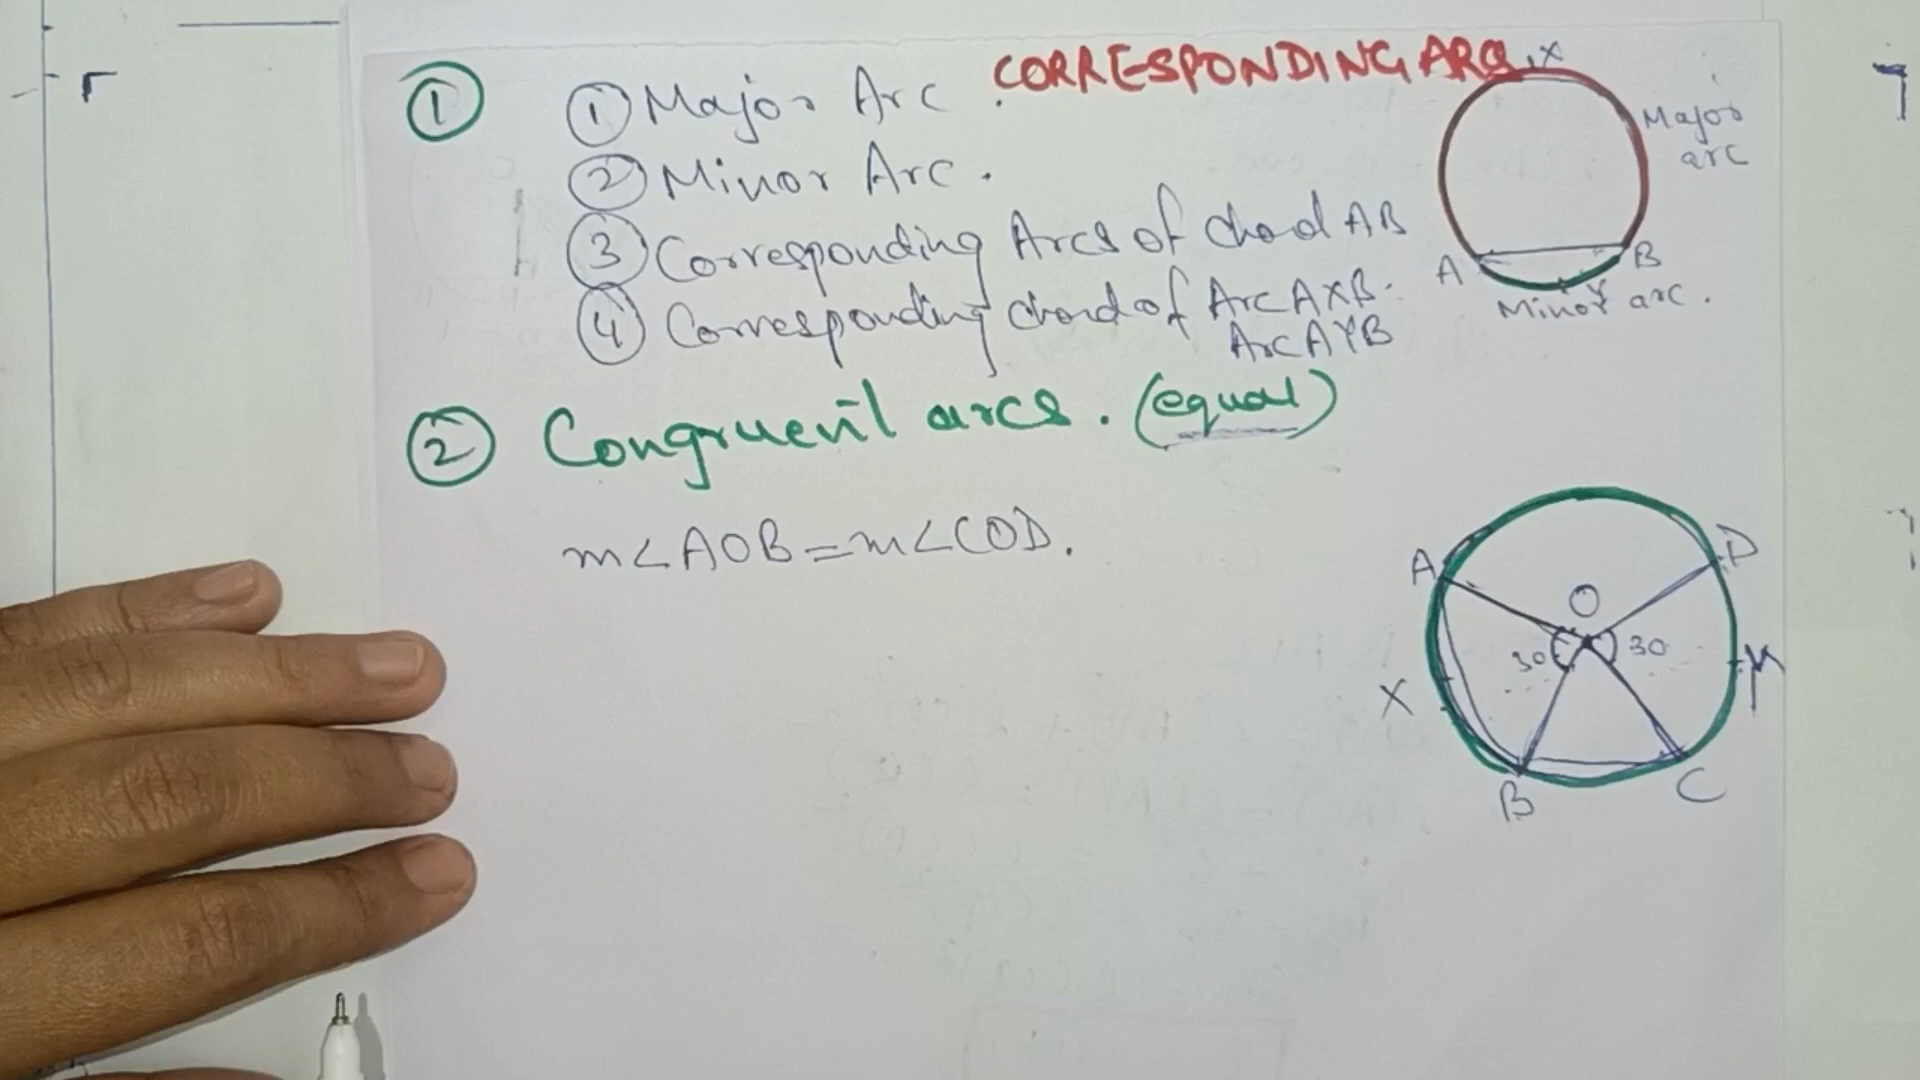 ① ① Major Arc. CORRESPONDING ARC
② Minor Arc.
③ Corresponding Arcs of chord AB
④ Corresponding chord of Arc AXB.
Arc AYB
X
Major
arc
A
B
Y
Minor arc.
② Congruent arcs. (equal)
m∠AOB=m∠COD.
A
D
O
30
30
X
B
C